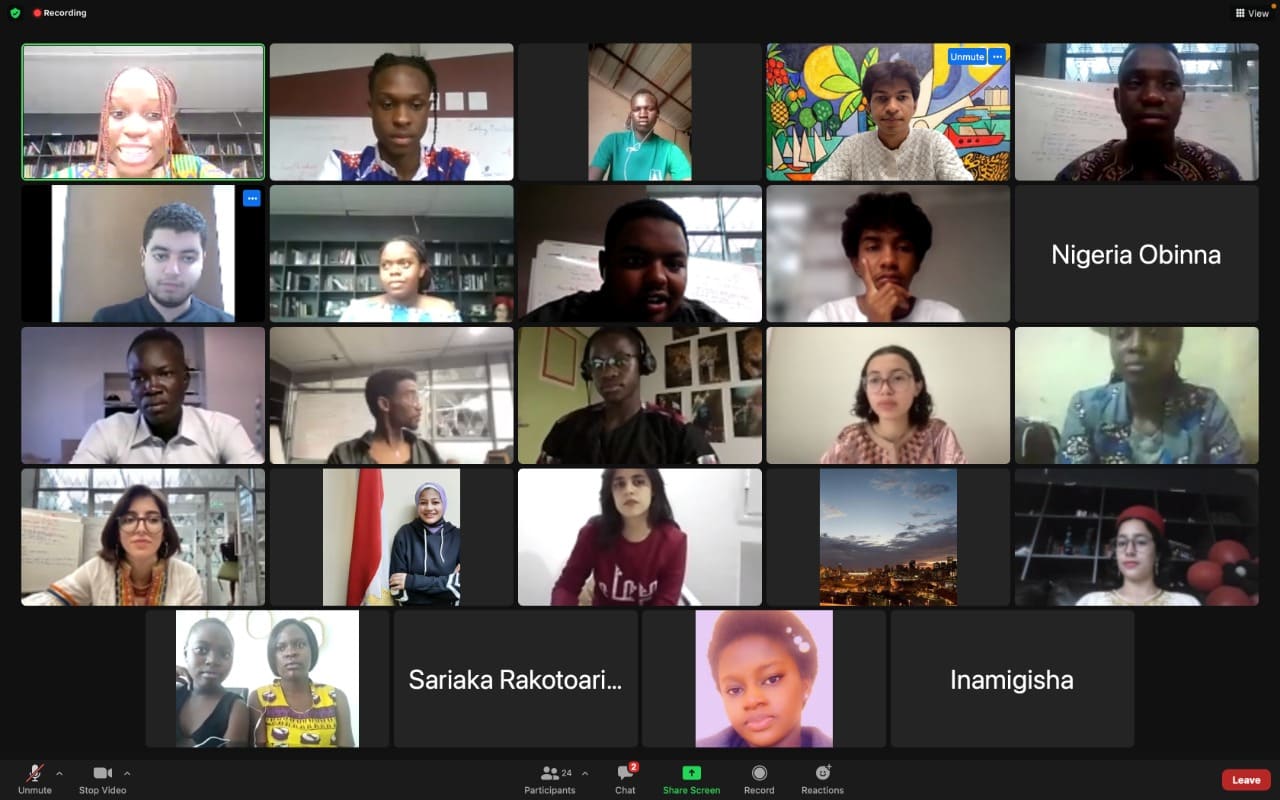 Recording
View
Unmute
Nigeria Obinna
Sariaka Rakotoari...
Inamigisha
Unmute
Stop Video
24
Participants
2
Chat
Share Screen
Record
Reactions
Leave